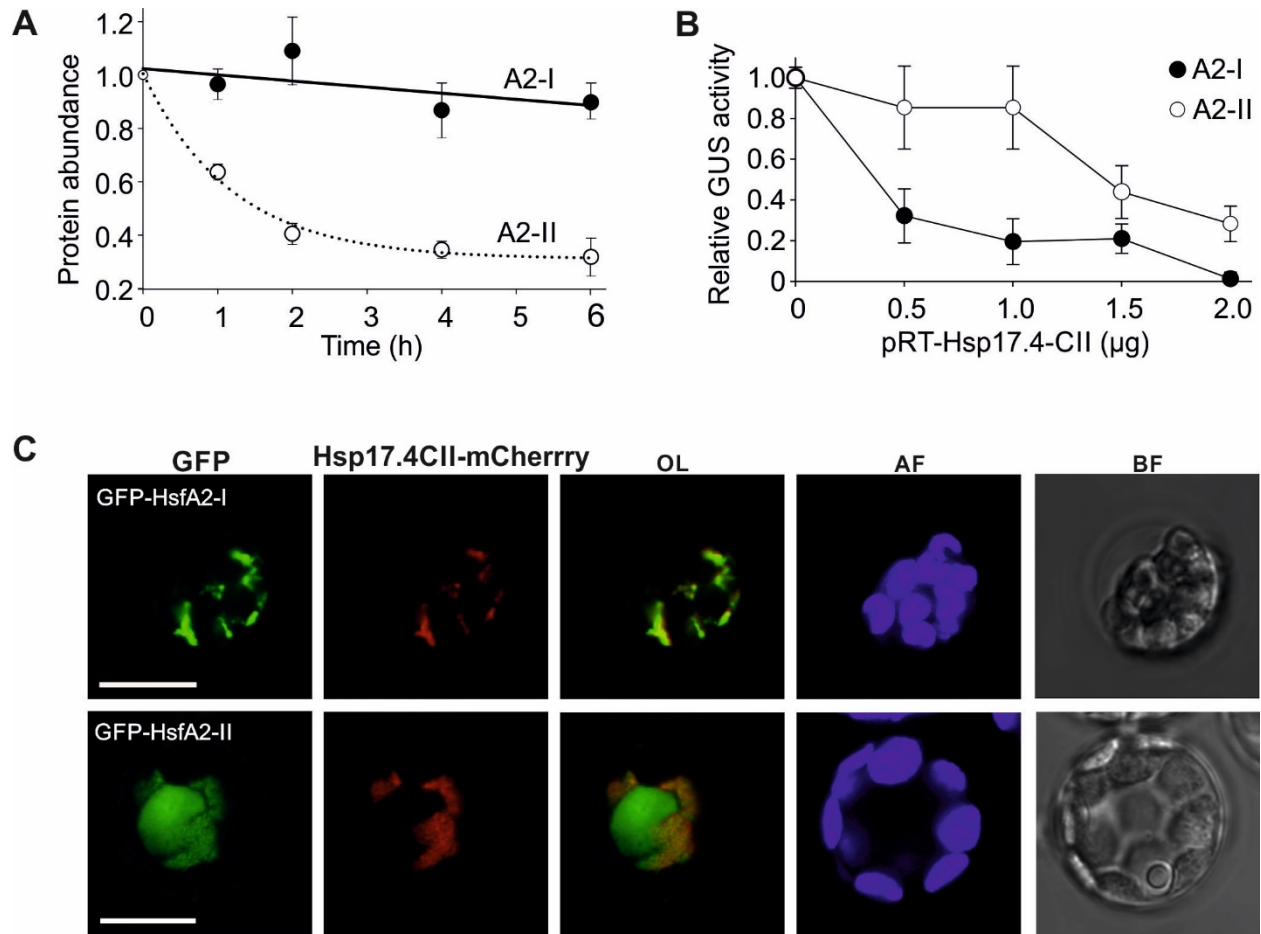 A
1.2
1.0
0.8
0.6
0.4
0.2
Protein abundance
A2-I
A2-II
0 1 2 3 4 5 6
Time (h)
B
1.0
0.8
0.6
0.4
0.2
0
Relative GUS activity
A2-I
A2-II
0 0.5 1.0 1.5 2.0
pRT-Hsp17.4-CII (µg)
C
GFP Hsp17.4CII-mCherrry OL AF BF
GFP-HsfA2-I
GFP-HsfA2-II